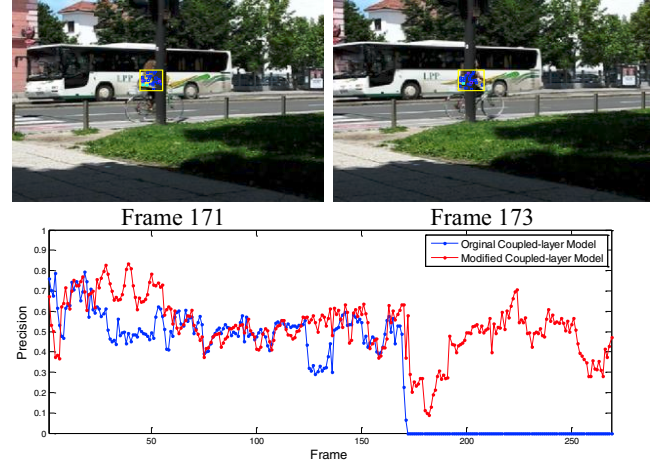 LPP
LPP
Frame 171
Frame 173
Orginal Coupled-layer Model
Modified Coupled-layer Model
Precision
1
0.9
0.8
0.7
0.6
0.5
0.4
0.3
0.2
0.1
0
50
100
150
200
250
Frame